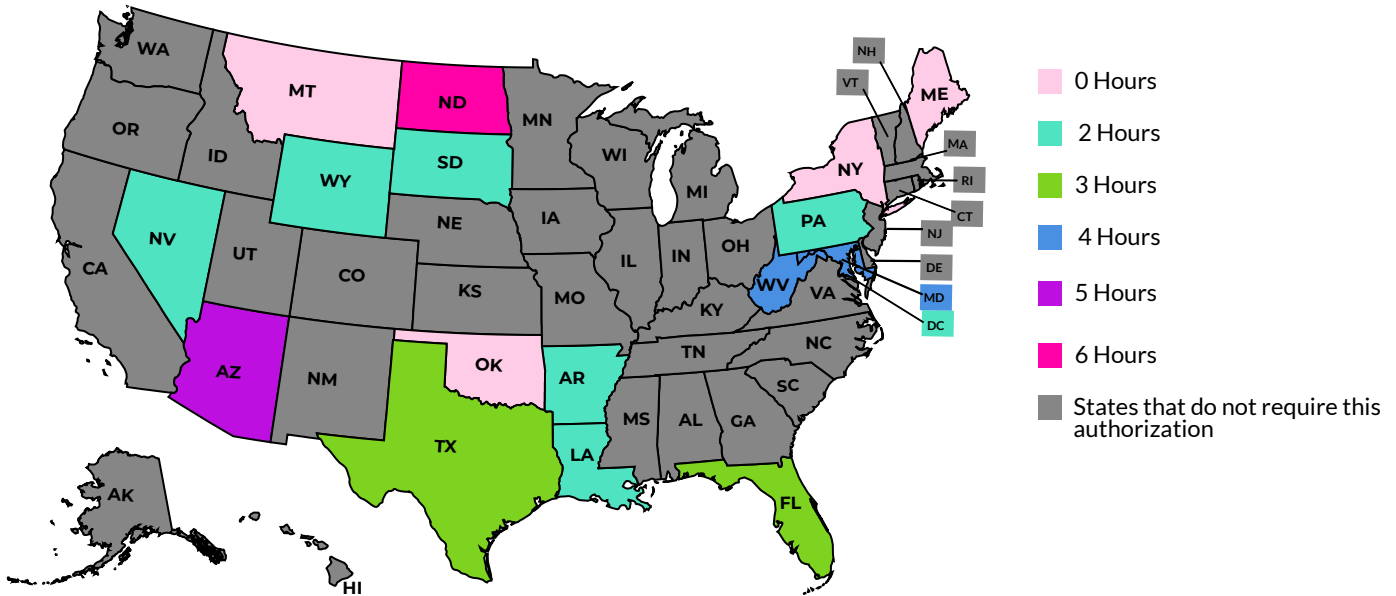 WA
MT
ND
MN
OR
ID
WY
SD
WI
MI
NY
ME
NH
VT
MA
RI
CT
NJ
DE
MD
DC
NV
UT
CA
CO
NE
IA
IL
IN
OH
PA
KS
MO
KY
WV
VA
AZ
NM
OK
AR
TN
NC
SC
TX
LA
MS
AL
GA
FL
AK
HI
0 Hours
2 Hours
3 Hours
4 Hours
5 Hours
6 Hours
States that do not require this
authorization